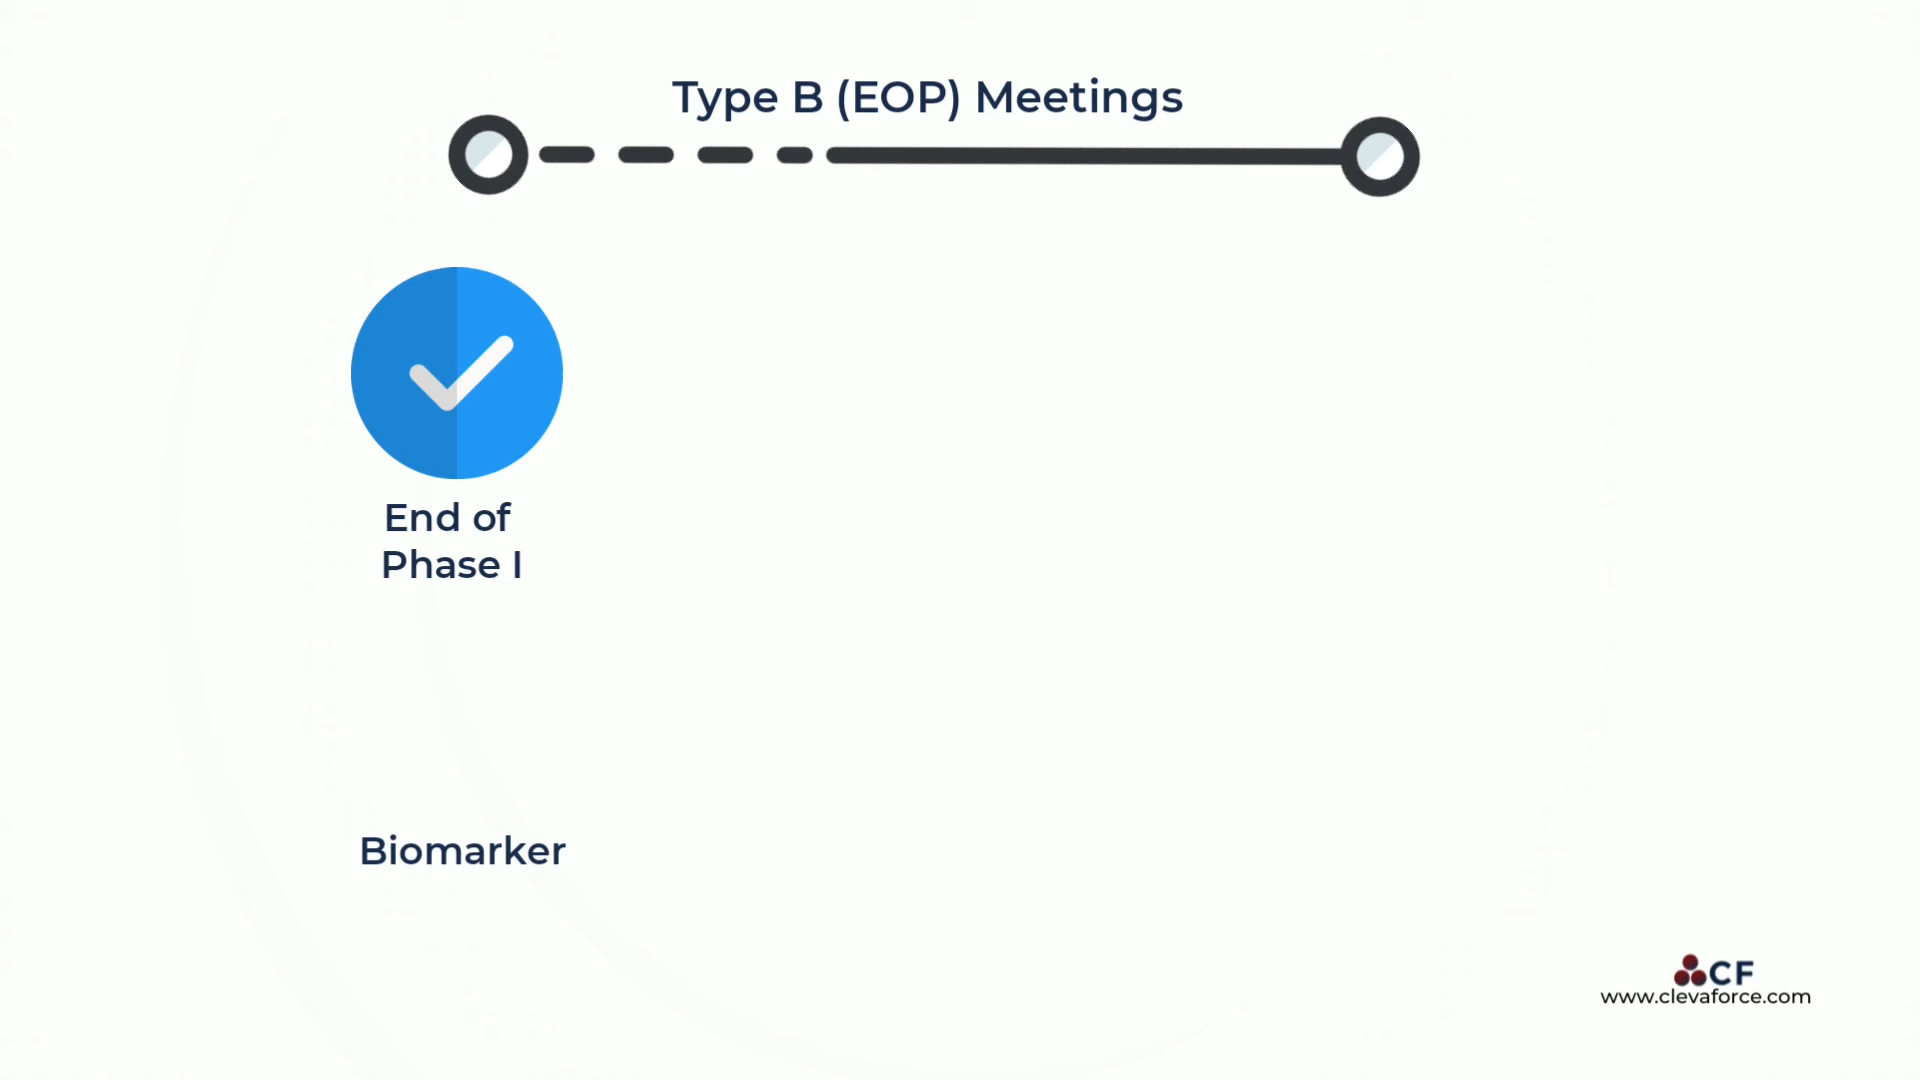 Type B (EOP) Meetings
End of
Phase I
Biomarker
CF
www.clevaforce.com